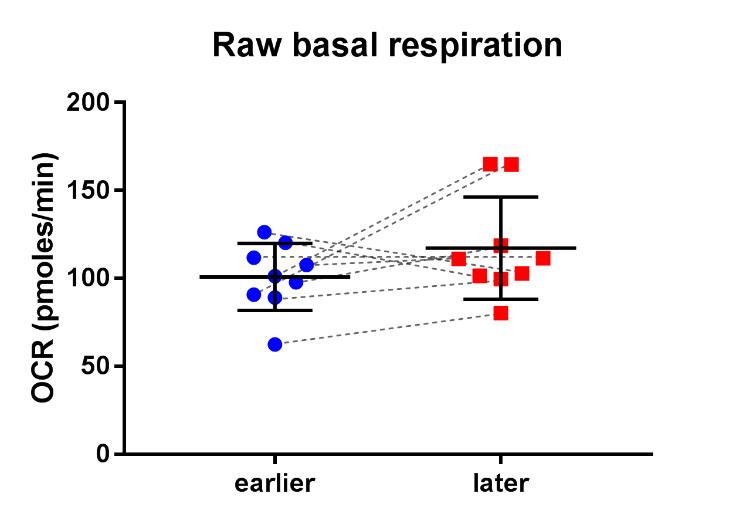 Raw basal respiration
OCR (pmoles/min)
200
150
100
50
0
earlier later